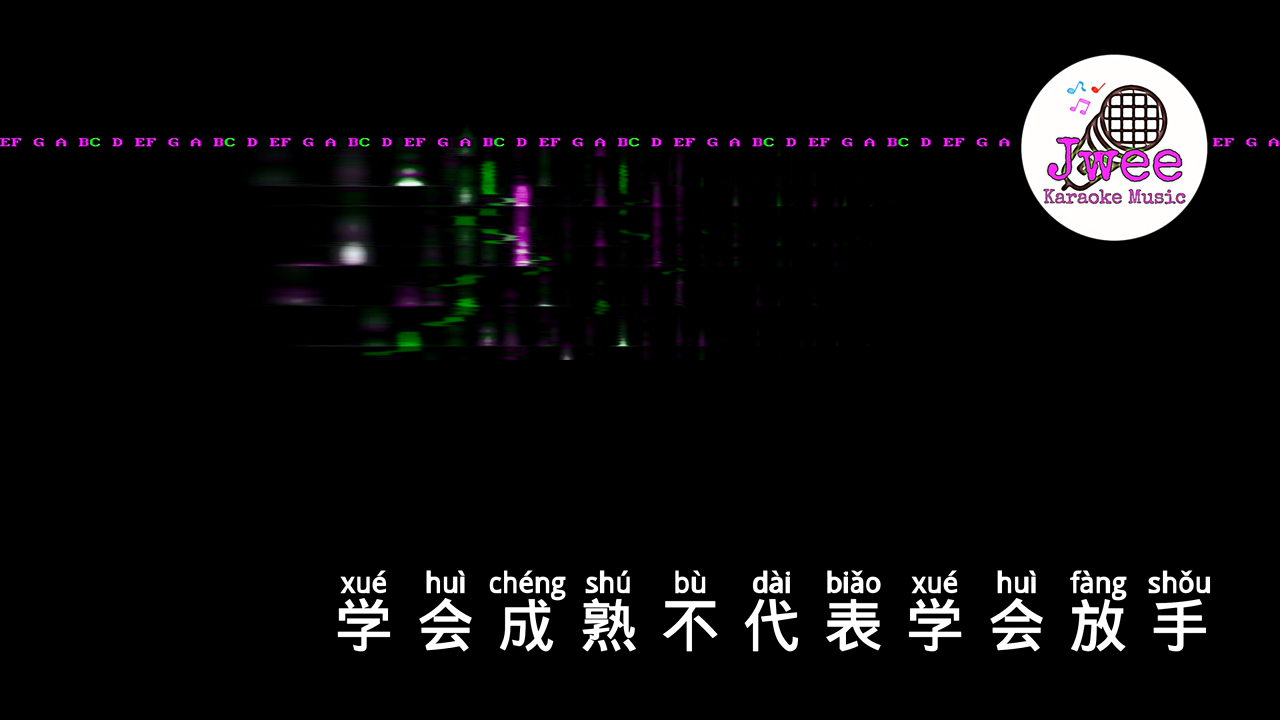 EF G A BC D EF G A BC D EF G A BC D EF G A BC D EF G A BC D EF G A BC D EF G A BC D EF G A EF G A
Jwee
Karaoke Music
xué huì chéng shú bù dài biǎo xué huì fàng shǒu
学 会 成 熟 不 代 表 学 会 放 手